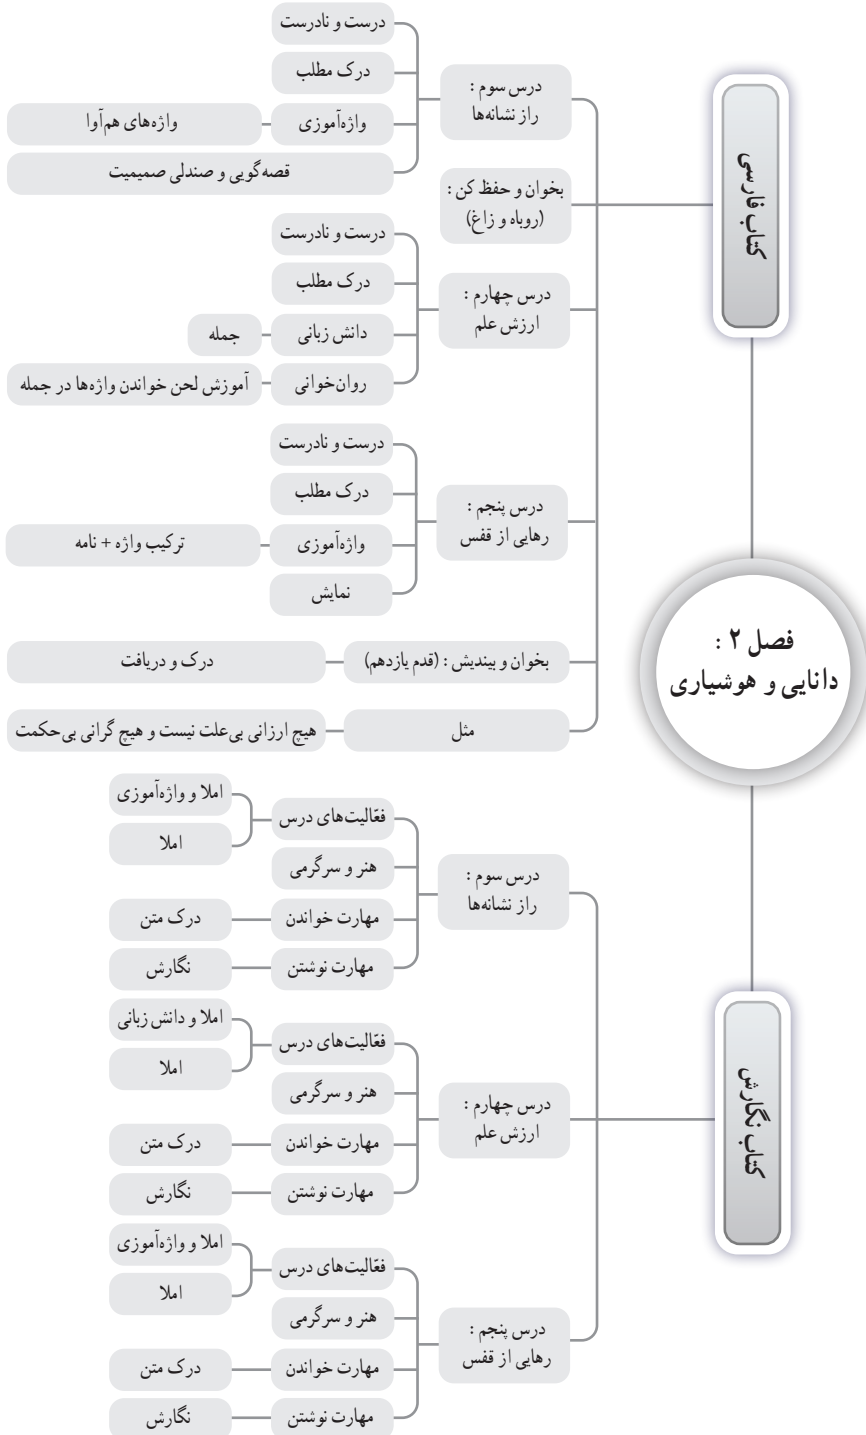 فصل ۲ :
دانایی و هوشیاری
کتاب فارسی
درس سوم :
راز نشانه‌ها
درست و نادرست
درک مطلب
واژه‌آموزی
واژه‌های هم‌آوا
قصه‌گویی و صندلی صمیمیت
بخوان و حفظ کن :
(روباه و زاغ)
درس چهارم :
ارزش علم
درست و نادرست
درک مطلب
دانش زبانی
جمله
روان‌خوانی
آموزش لحن خواندن واژه‌ها در جمله
درس پنجم :
رهایی از قفس
درست و نادرست
درک مطلب
واژه‌آموزی
ترکیب واژه + نامه
نمایش
بخوان و بیندیش : (قدم یازدهم)
درک و دریافت
مثل
هیچ ارزانی بی‌علت نیست و هیچ گرانی بی‌حکمت
کتاب نگارش
درس سوم :
راز نشانه‌ها
فعّالیت‌های درس
املا و واژه‌آموزی
املا
هنر و سرگرمی
مهارت خواندن
درک متن
مهارت نوشتن
نگارش
درس چهارم :
ارزش علم
فعّالیت‌های درس
املا و دانش زبانی
املا
هنر و سرگرمی
مهارت خواندن
درک متن
مهارت نوشتن
نگارش
درس پنجم :
رهایی از قفس
فعّالیت‌های درس
املا و واژه‌آموزی
املا
هنر و سرگرمی
مهارت خواندن
درک متن
مهارت نوشتن
نگارش